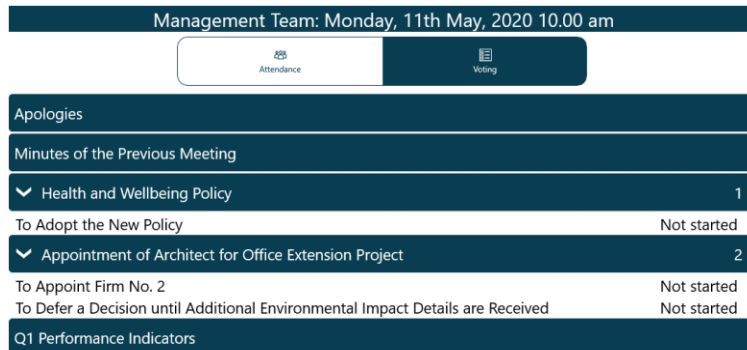 Management Team: Monday, 11th May, 2020 10.00 am
Attendance
Voting
Apologies
Minutes of the Previous Meeting
Health and Wellbeing Policy 1
To Adopt the New Policy Not started
Appointment of Architect for Office Extension Project 2
To Appoint Firm No. 2 Not started
To Defer a Decision until Additional Environmental Impact Details are Received Not started
Q1 Performance Indicators